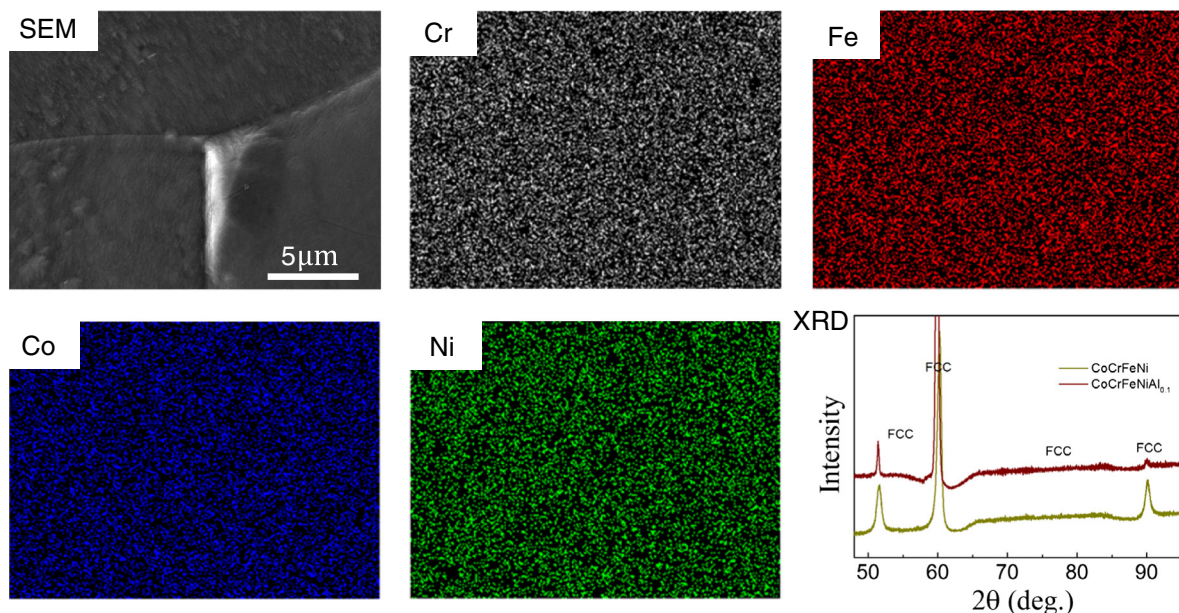 SEM
Cr
Fe
5μm
Co
Ni
XRD
FCC
CoCrFeNi
CoCrFeNiAl0.1
FCC
FCC
FCC
Intensity
50
60
70
80
90
2θ (deg.)